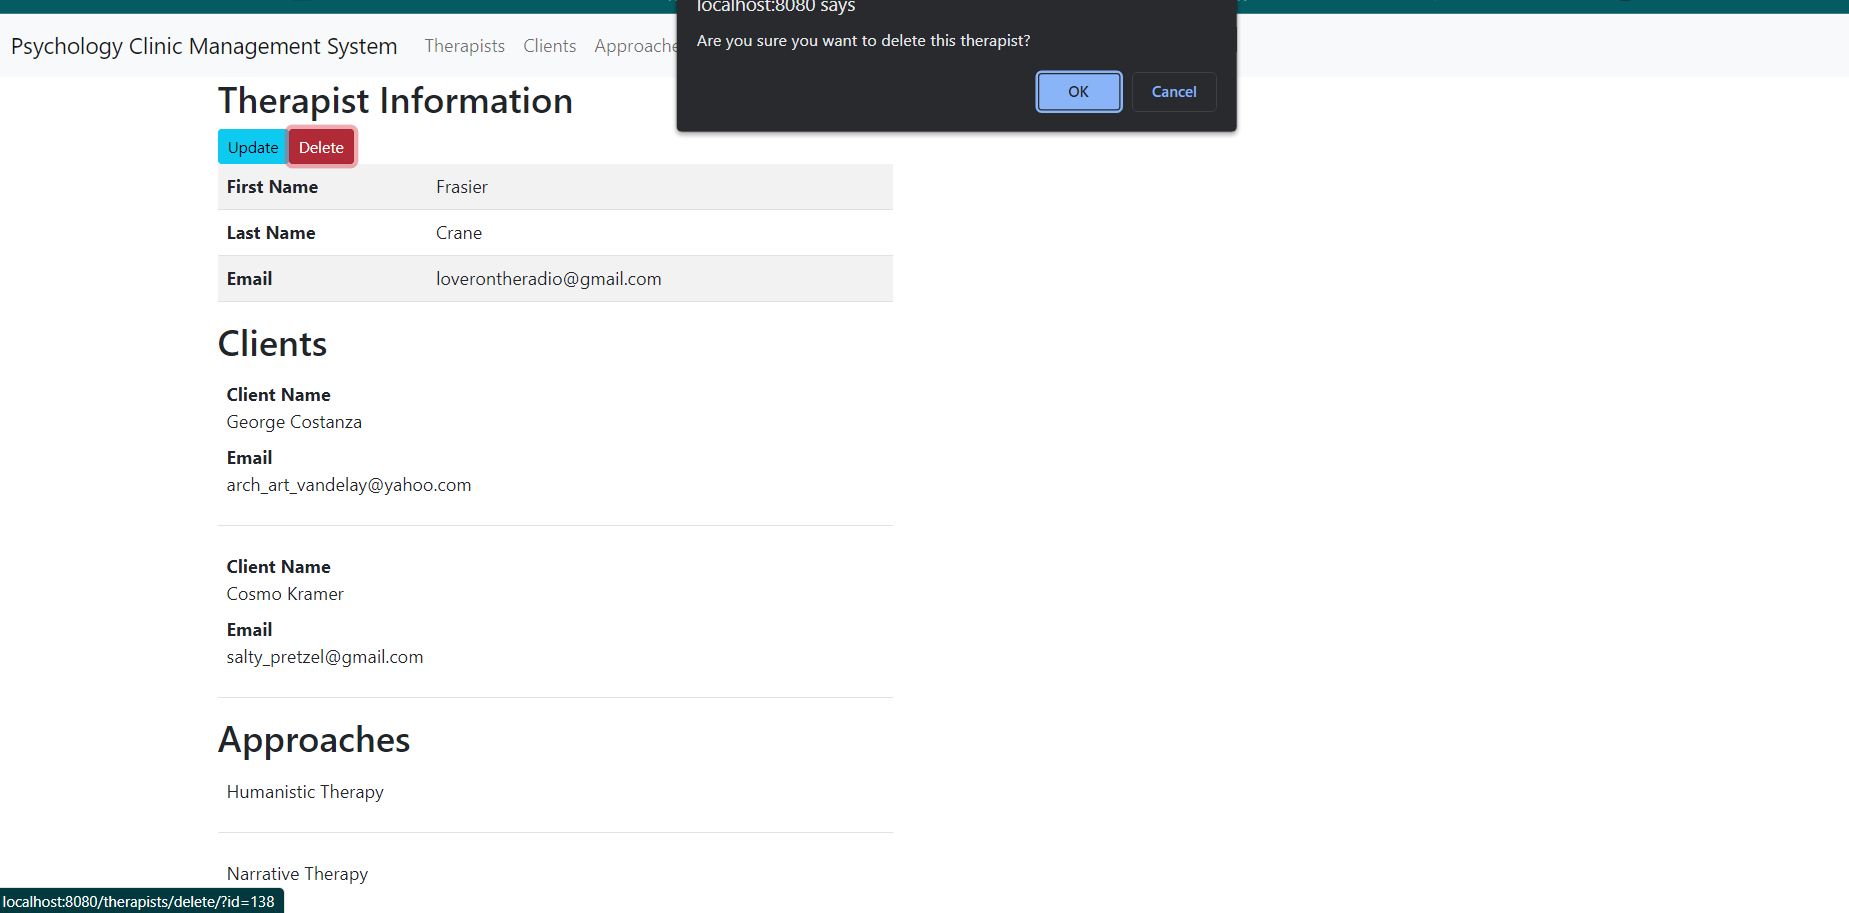 localhost:8080 says
Are you sure you want to delete this therapist?
OK Cancel
Psychology Clinic Management System Therapists Clients
Therapist Information
Update Delete
First Name Frasier
Last Name Crane
Email loverontheradio@gmail.com
Clients
Client Name
George Costanza
Email
arch_art_vandelay@yahoo.com
Client Name
Cosmo Kramer
Email
salty_pretzel@gmail.com
Approaches
Humanistic Therapy
Narrative Therapy
localhost:8080/therapists/delete/?id=138